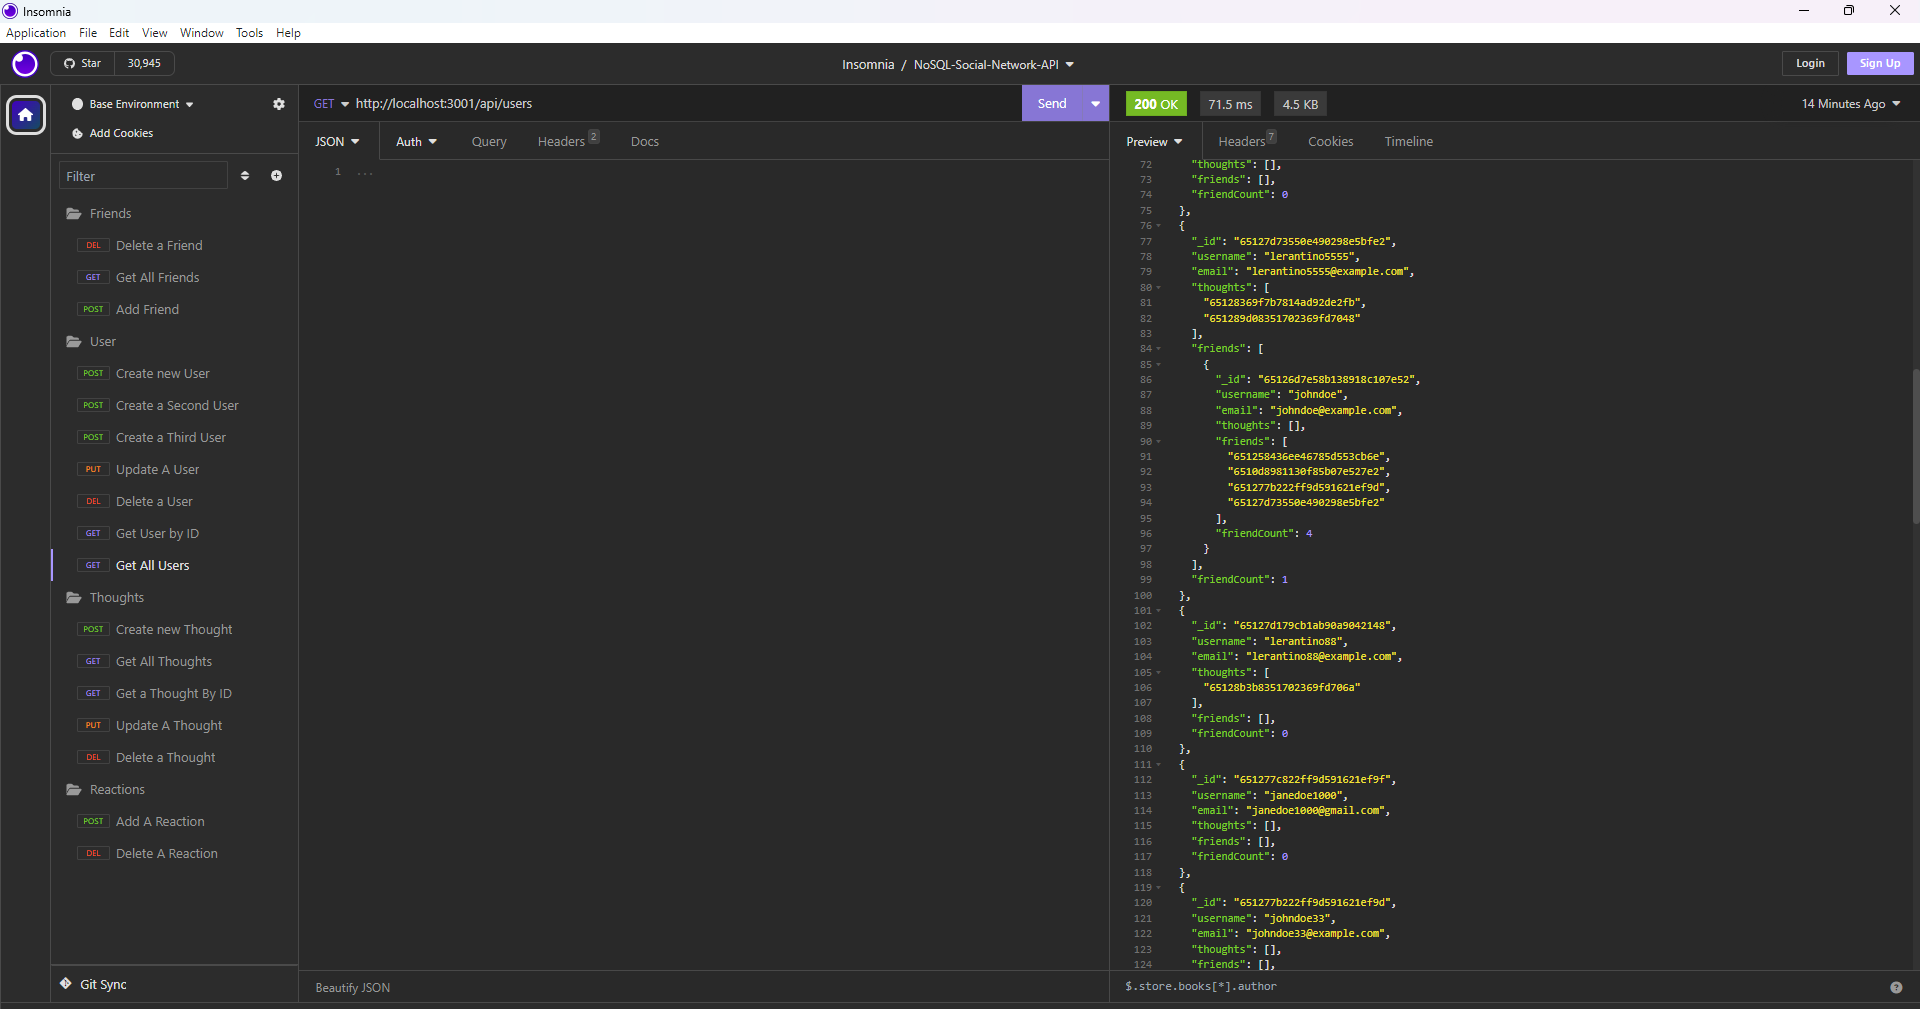 Insomnia
Application File Edit View Window Tools Help
Star 30,945
Insomnia / NoSQL-Social-Network-API
Login Sign Up
Base Environment
Add Cookies
Filter
Friends
DEL Delete a Friend
GET Get All Friends
POST Add Friend
User
POST Create new User
POST Create a Second User
POST Create a Third User
PUT Update A User
DEL Delete a User
GET Get User by ID
GET Get All Users
Thoughts
POST Create new Thought
GET Get All Thoughts
GET Get a Thought By ID
PUT Update A Thought
DEL Delete a Thought
Reactions
POST Add A Reaction
DEL Delete A Reaction
Git Sync
GET http://localhost:3001/api/users Send
JSON Auth Query Headers 2 Docs
1 ...
Beautify JSON
200 OK 71.5 ms 4.5 KB 14 Minutes Ago
Preview Headers 7 Cookies Timeline
72 "thoughts": [],
73 "friends": [],
74 "friendCount": 0
75 },
76 {
77 "_id": "65127d73550e490298e5bfe2",
78 "username": "lerantino5555",
79 "email": "lerantino5555@example.com",
80 "thoughts": [
81 "65128369f7b7814ad92de2fb",
82 "651289d08351702369fd7048"
83 ],
84 "friends": [
85 {
86 "_id": "65126d7e58b138918c107e52",
87 "username": "johndoe",
88 "email": "johndoe@example.com",
89 "thoughts": [],
90 "friends": [
91 "651258436ee46785d553cb6e",
92 "6510d8981130f85b07e527e2",
93 "651277b222ff9d591621ef9d",
94 "65127d73550e490298e5bfe2"
95 ],
96 "friendCount": 4
97 }
98 ],
99 "friendCount": 1
100 },
101 {
102 "_id": "65127d179cb1ab90a9042148",
103 "username": "lerantino88",
104 "email": "lerantino88@example.com",
105 "thoughts": [
106 "65128b3b8351702369fd706a"
107 ],
108 "friends": [],
109 "friendCount": 0
110 },
111 {
112 "_id": "651277c822ff9d591621ef9f",
113 "username": "janedoe1000",
114 "email": "janedoe1000@gmail.com",
115 "thoughts": [],
116 "friends": [],
117 "friendCount": 0
118 },
119 {
120 "_id": "651277b222ff9d591621ef9d",
121 "username": "johndoe33",
122 "email": "johndoe33@example.com",
123 "thoughts": [],
124 "friends": [],
$.store.books[*].author